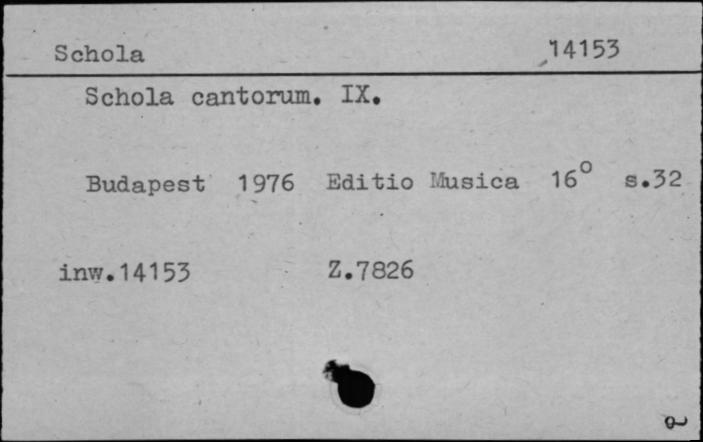 Schola 14153
Schola cantorum. IX.
Budapest 1976 Editio Musica 16° s.32
inw.14153 Z.7826